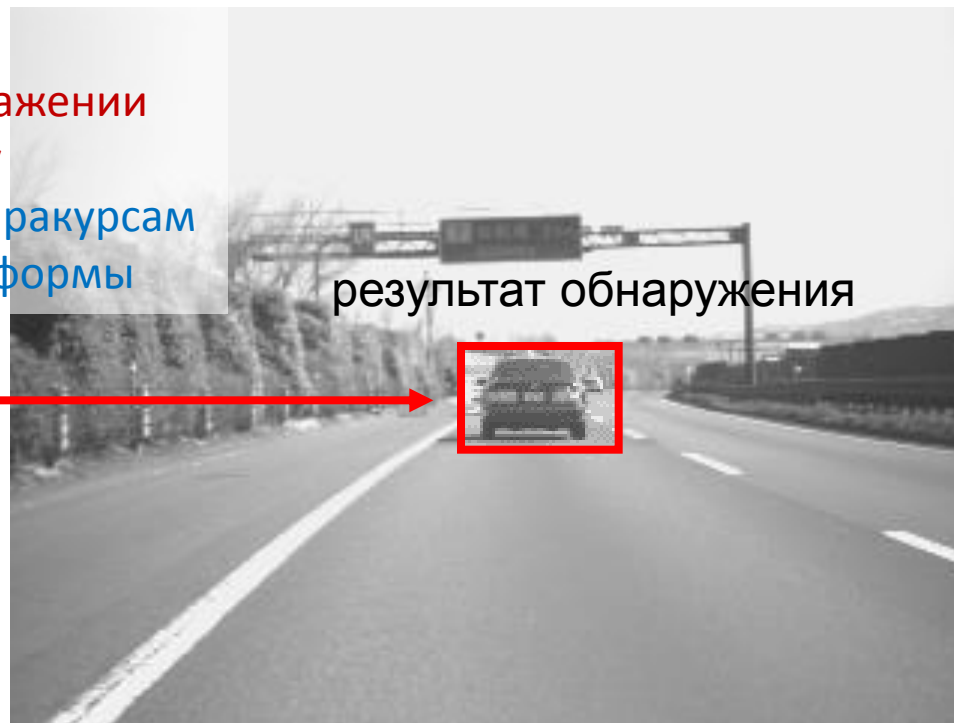 ажении
ракурсам
формы
результат обнаружения